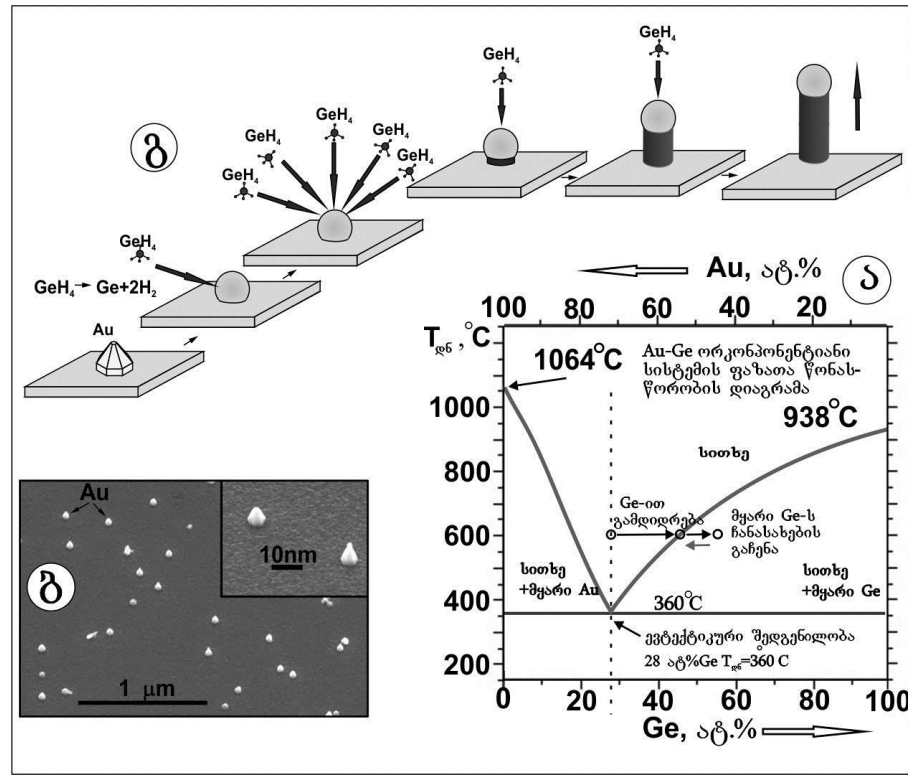 GeH₄
GeH₄
GeH₄
GeH₄
GeH₄
GeH₄
GeH₄
GeH₄
GeH₄→Ge+2H₂
Au
გ
Au, ატ.%
ა
100 80 60 40 20 0
Tდნ,°C
1064°C
Au-Ge ორკონპონენტიანი
სისტემის ფაზათა წონას-
წორობის დიაგრამა
938°C
1000
800
600
400
200
სითხე
Ge-ით
გამდიდრება
მყარი Ge-ს
ჩანასახების
გაჩენა
სითხე
+მყარი Au
სითხე
+მყარი Ge
360°C
ევტექტიკური შედგენილობა
28 ატ%Ge Tდნ=360°C
0 20 40 60 80 100
Ge, ატ.%
Au
10nm
ბ
1 μm